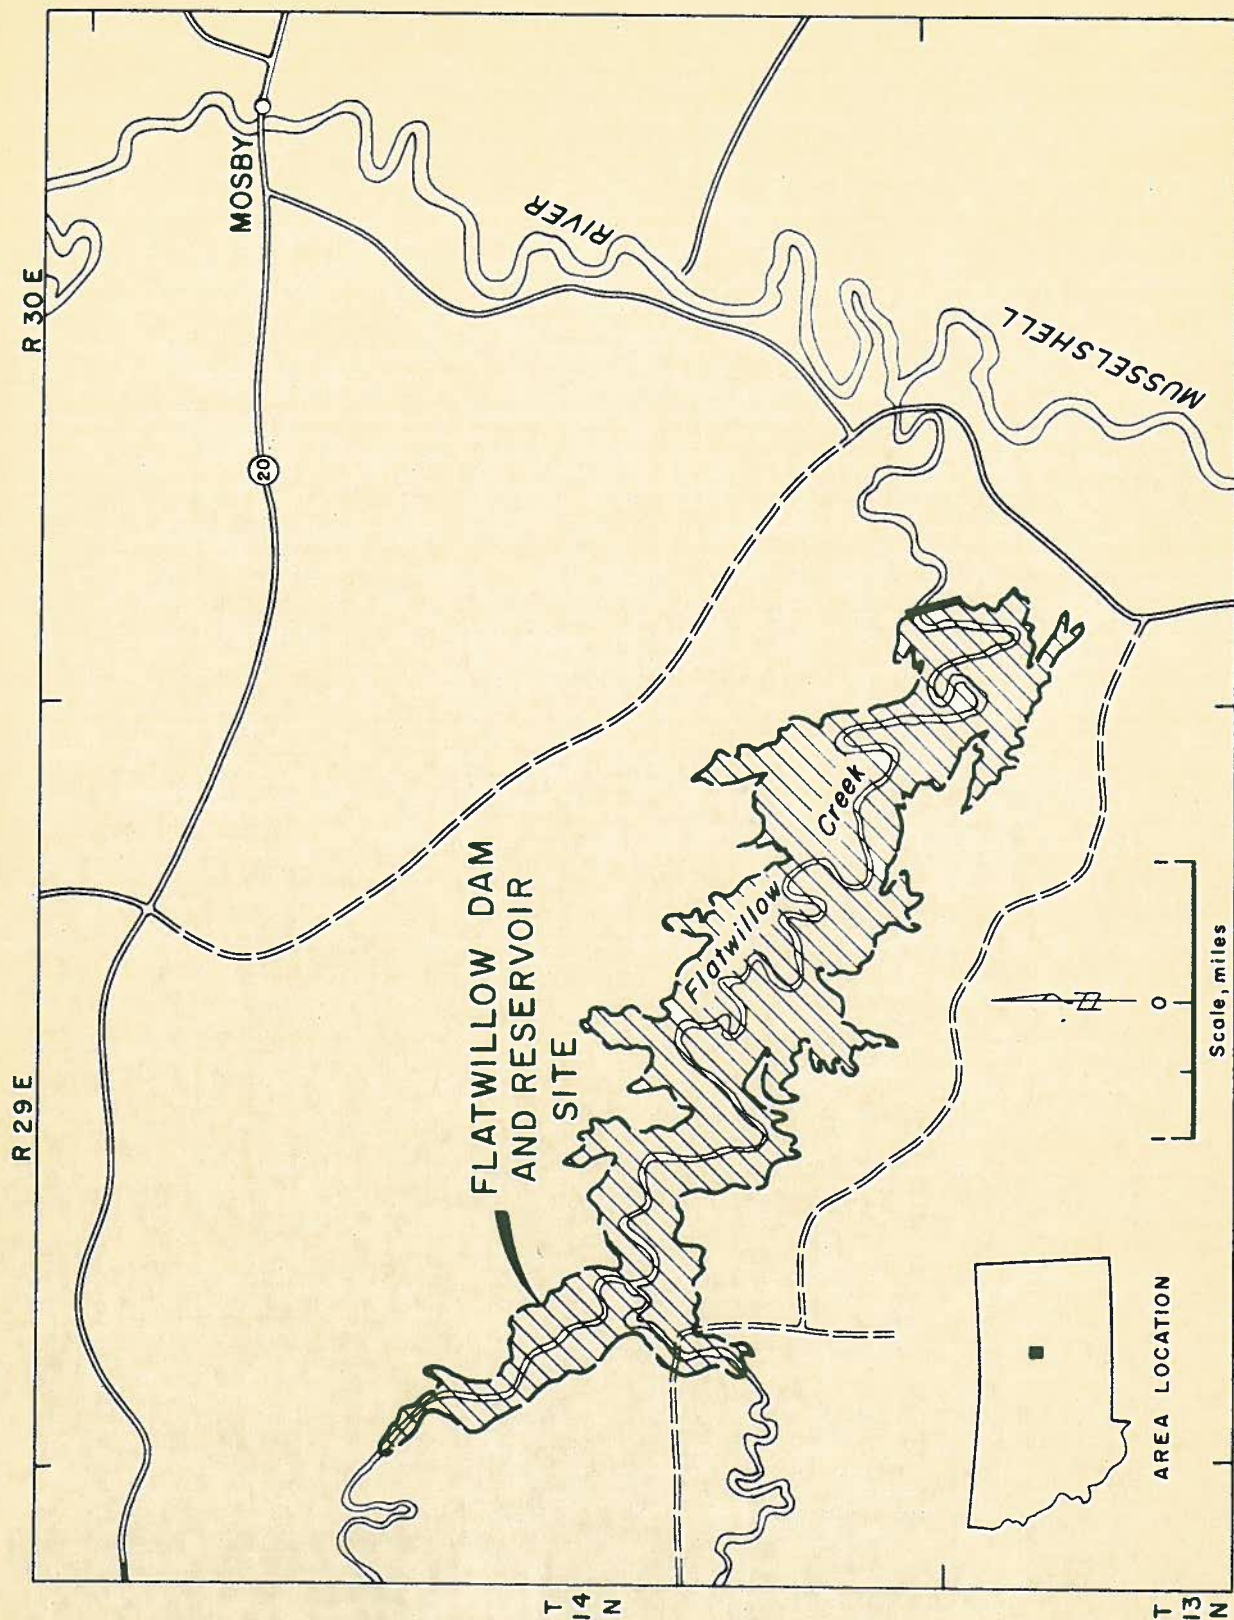 R 29 E
R 30 E
MOSBY
20
RIVER
MUSSELSHELL
FLATWILLOW DAM
AND RESERVOIR
SITE
Flatwillow
Creek
T
14
N
AREA LOCATION
1 0 1
Scale, miles
T
13
N